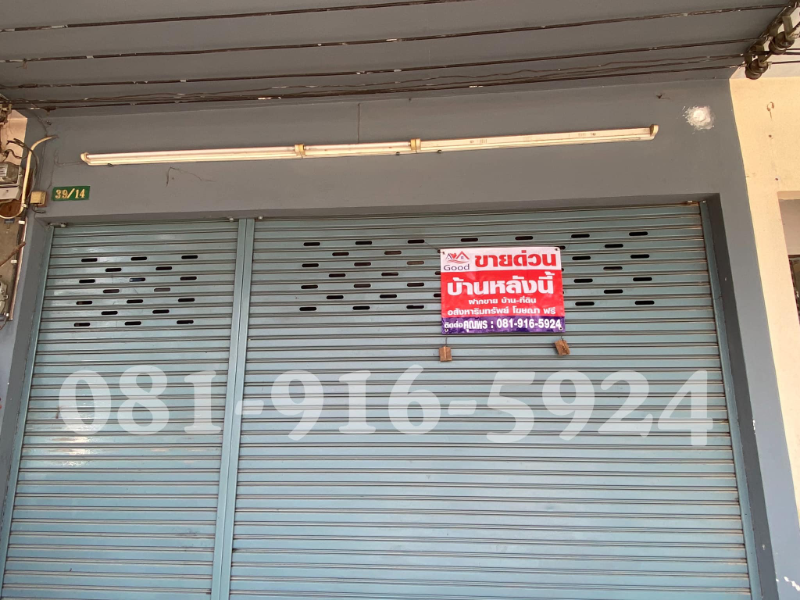 39/14
Good ขายด่วน
บ้านหลังนี้
ฝากขาย บ้าน-ที่ดิน
อสังหาริมทรัพย์ โฆษณา ฟรี
ติดต่อ คุณพร : 081-916-5924
081-916-5924